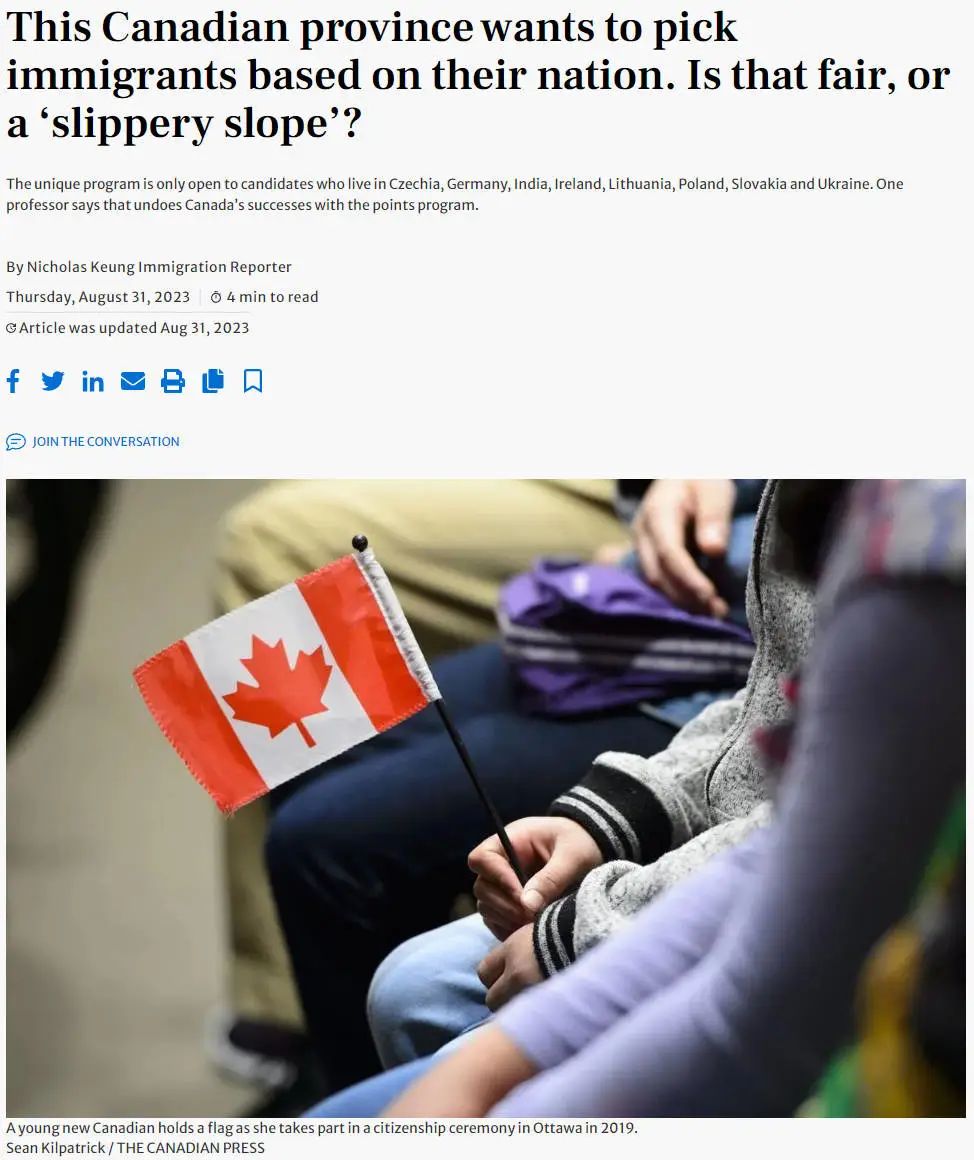 This Canadian province wants to pick
immigrants based on their nation. Is that fair, or
a ‘slippery slope’?
The unique program is only open to candidates who live in Czechia, Germany, India, Ireland, Lithuania, Poland, Slovakia and Ukraine. One
professor says that undoes Canada’s successes with the points program.
By Nicholas Keung Immigration Reporter
Thursday, August 31, 2023 4 min to read
Article was updated Aug 31, 2023
JOIN THE CONVERSATION
A young new Canadian holds a flag as she takes part in a citizenship ceremony in Ottawa in 2019.
Sean Kilpatrick / THE CANADIAN PRESS